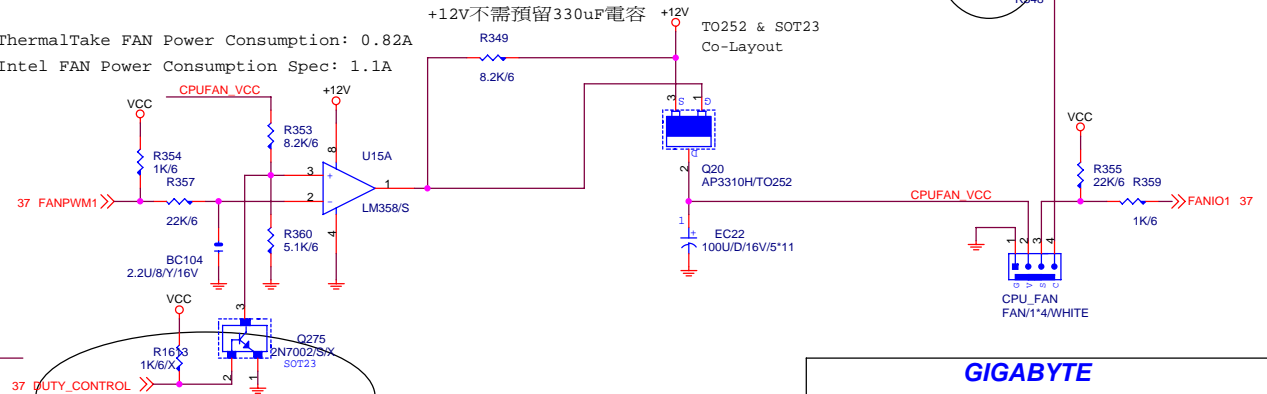 +12V不需預留330uF電容
+12V
TO252 & SOT23
Co-Layout
ThermalTake FAN Power Consumption: 0.82A
Intel FAN Power Consumption Spec: 1.1A
R349
8.2K/6
CPUFAN_VCC
+12V
VCC
R353
8.2K/6
3
S
1
G
D
2
Q20
AP3310H/TO252
VCC
R354
1K/6
R357
22K/6
37 FANPWM1
8
U15A
3
+
2
-
1
LM358/S
4
R355
22K/6
R359
1K/6
FANIO1 37
CPUFAN_VCC
R360
5.1K/6
BC104
2.2U/8/Y/16V
1
+
EC22
100U/D/16V/5*11
1
2
3
4
G
V
S
C
CPU_FAN
FAN/1*4/WHITE
VCC
R1613
1K/6/X
3
Q275
2N7002/S/X
SOT23
2
1
37 DUTY_CONTROL
GIGABYTE